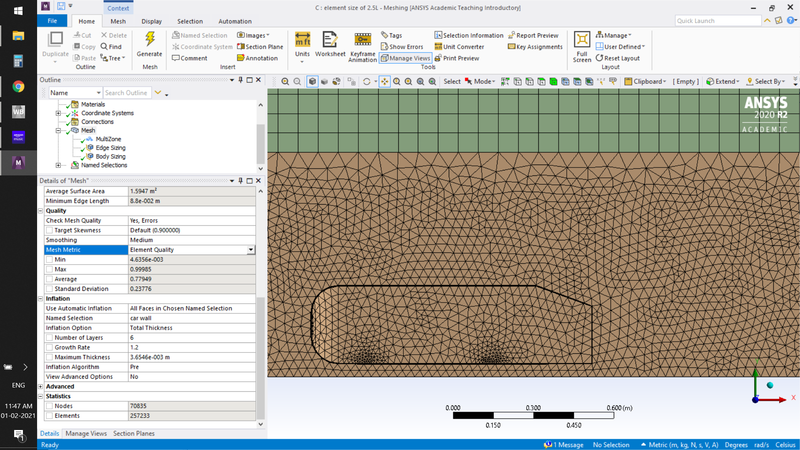 Context
C : element size of 2.5L - Meshing [ANSYS Academic Teaching Introductory]
File
Home
Mesh
Display
Selection
Automation
Quick Launch
Duplicate
Cut
Copy
Paste
Delete
Find
Tree
Outline
Generate
Mesh
Named Selection
Coordinate System
Comment
Images
Section Plane
Annotation
Insert
Units
Worksheet
Keyframe
Animation
Tags
Show Errors
Manage Views
Selection Information
Unit Converter
Print Preview
Report Preview
Key Assignments
Tools
Full
Screen
Manage
User Defined
Reset Layout
Layout
Outline
Name
Search Outline
Select
Mode
Clipboard
[ Empty ]
Extend
Select By
Materials
Coordinate Systems
Connections
Mesh
MultiZone
Edge Sizing
Body Sizing
Named Selections
Details of "Mesh"
Average Surface Area 1.5947 m²
Minimum Edge Length 8.8e-002 m
Quality
Check Mesh Quality Yes, Errors
Target Skewness Default (0.900000)
Smoothing Medium
Mesh Metric Element Quality
Min 4.6356e-003
Max 0.99985
Average 0.77949
Standard Deviation 0.23776
Inflation
Use Automatic Inflation All Faces in Chosen Named Selection
Named Selection car wall
Inflation Option Total Thickness
Number of Layers 6
Growth Rate 1.2
Maximum Thickness 3.6546e-003 m
Inflation Algorithm Pre
View Advanced Options No
Advanced
Statistics
Nodes 70835
Elements 257233
Details
Manage Views
Section Planes
ANSYS
2020 R2
ACADEMIC
0.000
0.300
0.600 (m)
0.150
0.450
X
ENG
11:47 AM
01-02-2021
Ready
1 Message
No Selection
Metric (m, kg, N, s, V, A)
Degrees
rad/s
Celsius